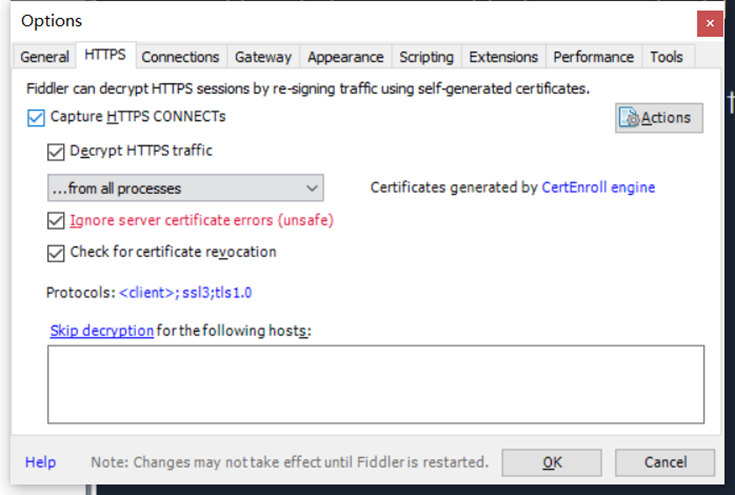 Options
General HTTPS Connections Gateway Appearance Scripting Extensions Performance Tools
Fiddler can decrypt HTTPS sessions by re-signing traffic using self-generated certificates.
Capture HTTPS CONNECTs
Actions
Decrypt HTTPS traffic
...from all processes
Certificates generated by CertEnroll engine
Ignore server certificate errors (unsafe)
Check for certificate revocation
Protocols: <client>; ssl3;tls1.0
Skip decryption for the following hosts:
Help
Note: Changes may not take effect until Fiddler is restarted.
OK
Cancel